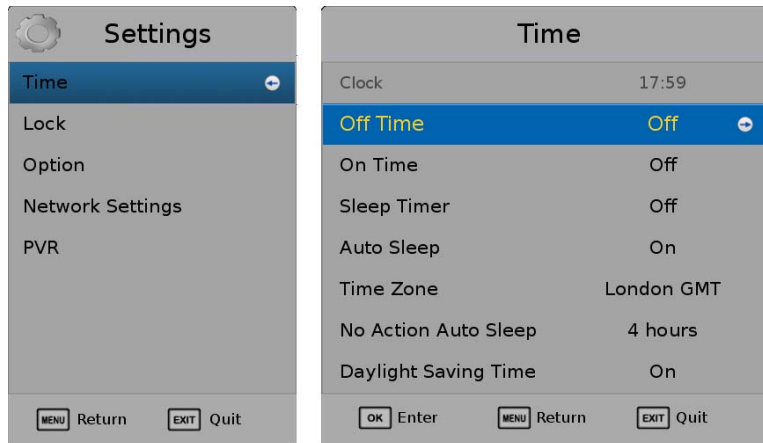 Settings
Time
Lock
Option
Network Settings
PVR
MENU Return EXIT Quit
Time
Clock 17:59
Off Time Off
On Time Off
Sleep Timer Off
Auto Sleep On
Time Zone London GMT
No Action Auto Sleep 4 hours
Daylight Saving Time On
OK Enter MENU Return EXIT Quit